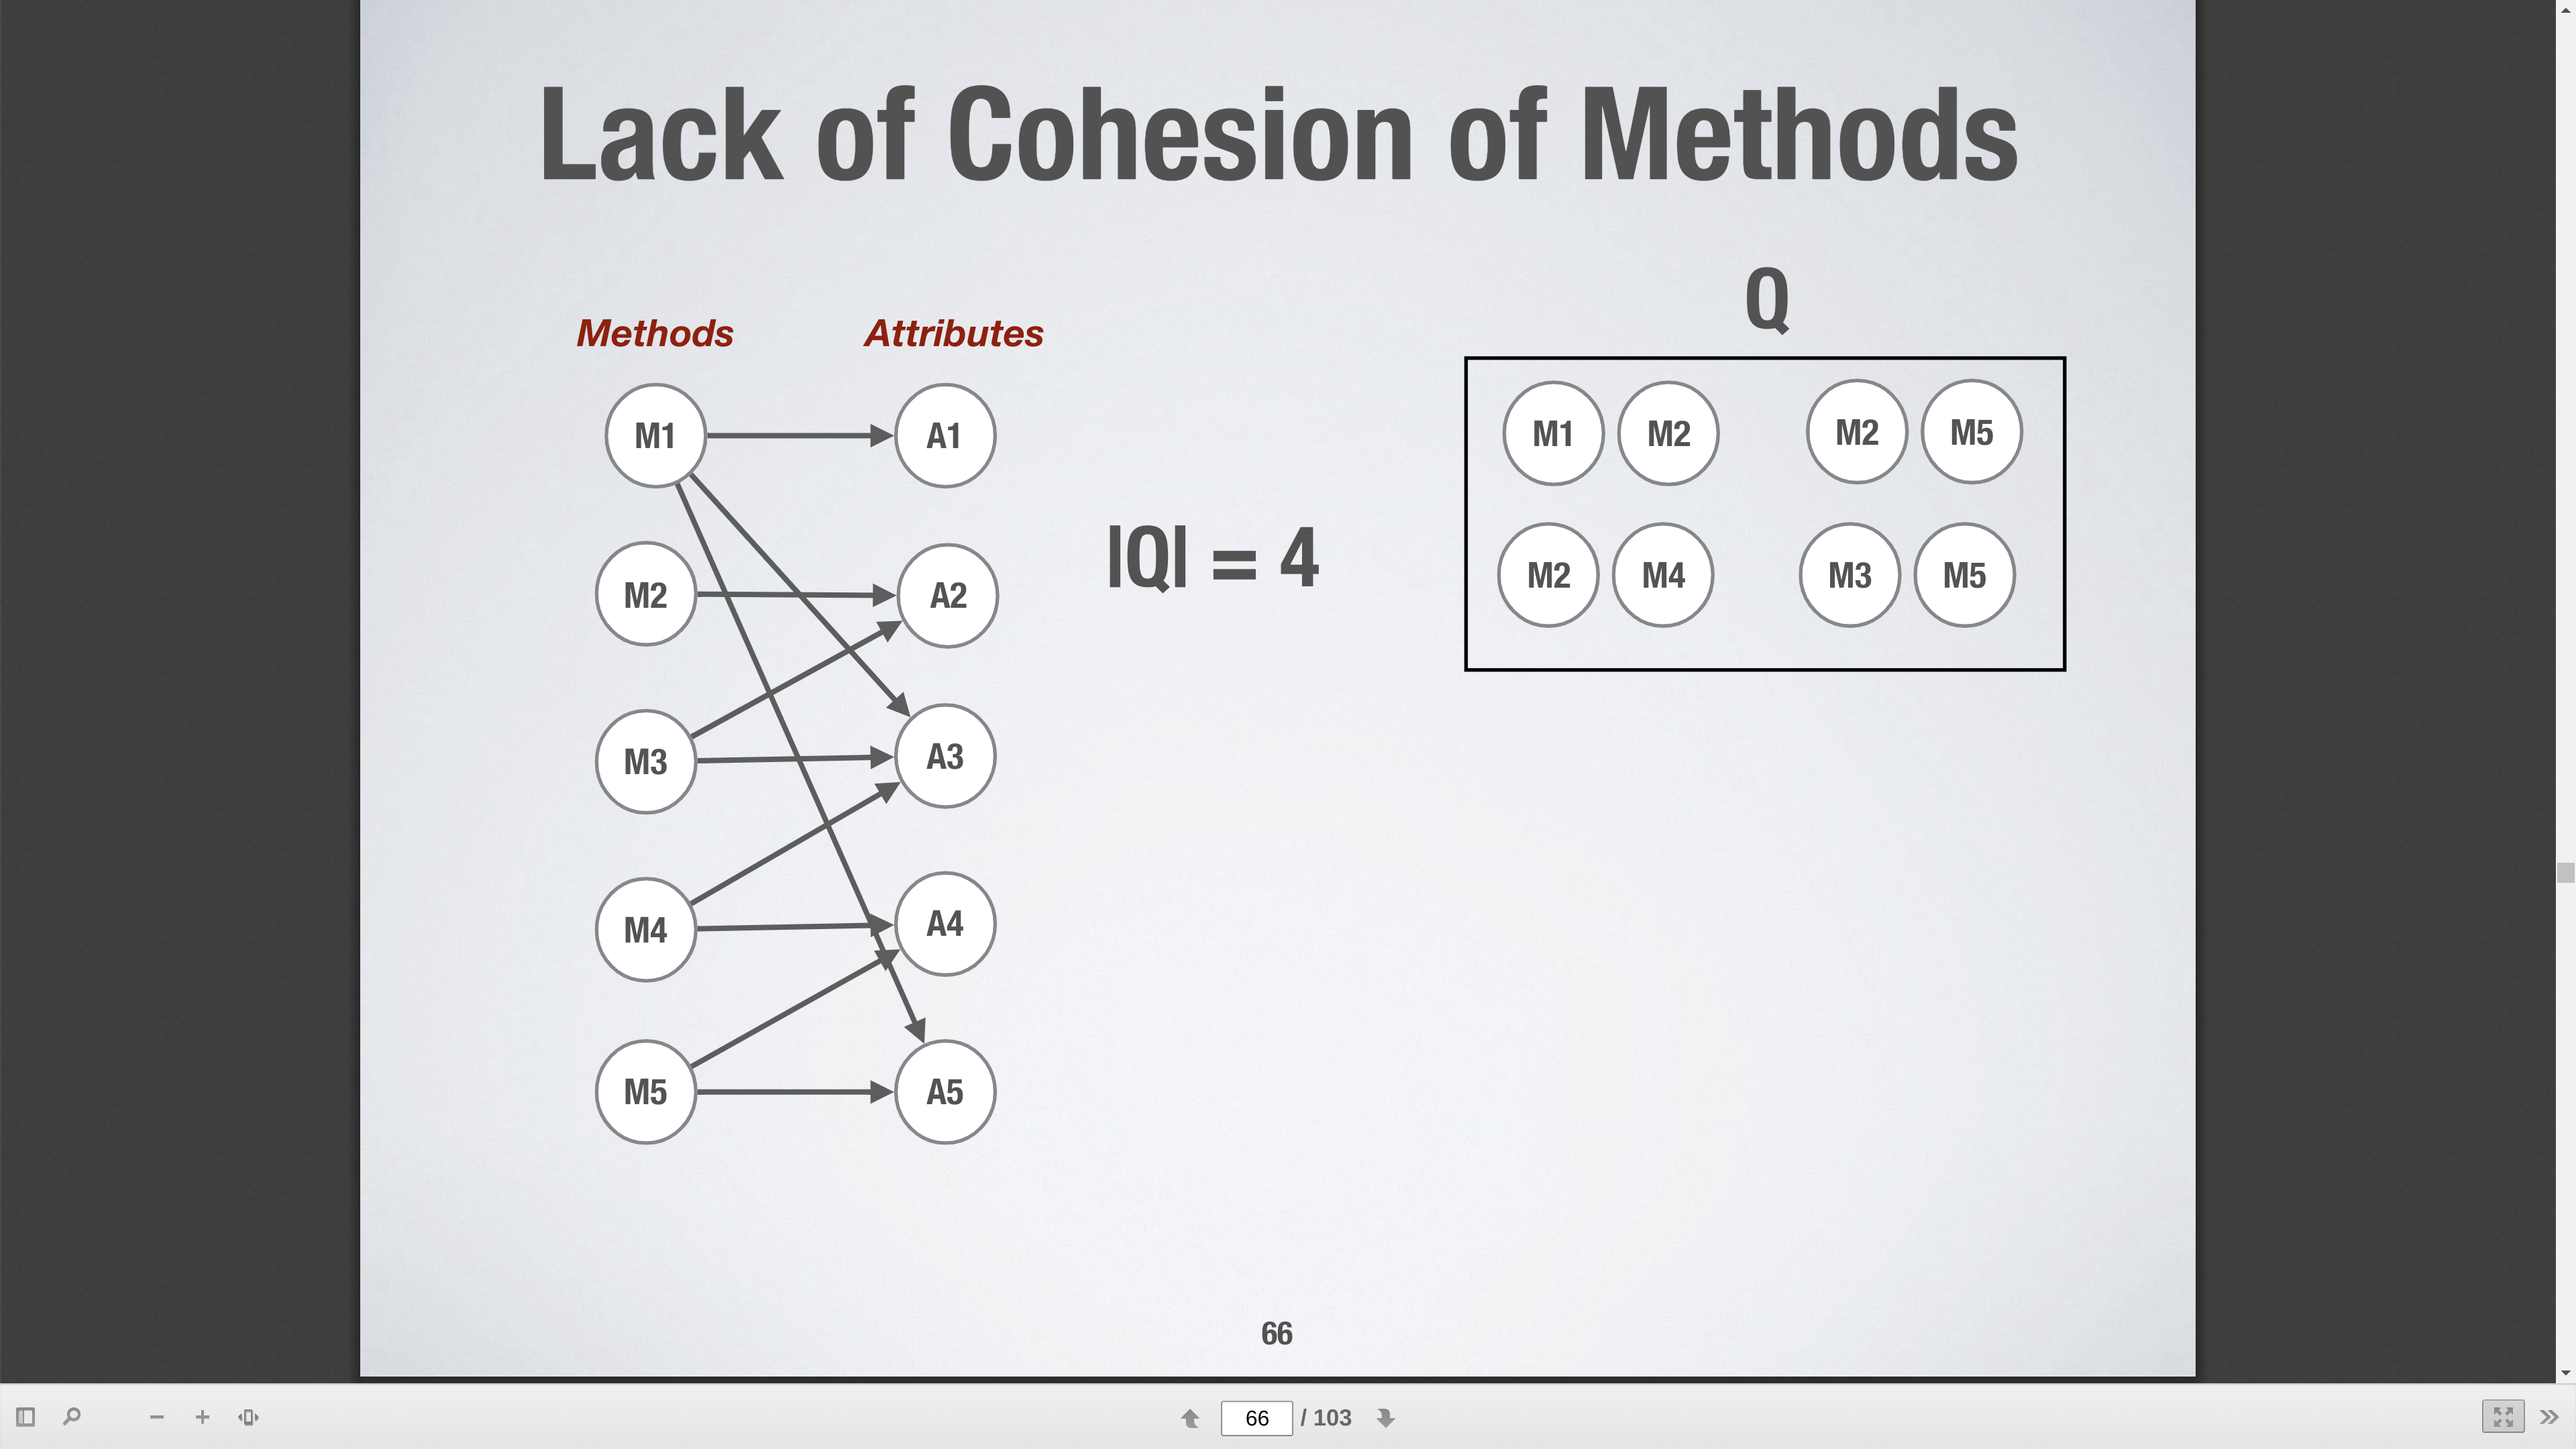 Lack of Cohesion of Methods
Q
Methods Attributes
M1 A1
M2 A2
M3 A3
M4 A4
M5 A5
|Q| = 4
M1 M2 M2 M5
M2 M4 M3 M5
66
66 / 103